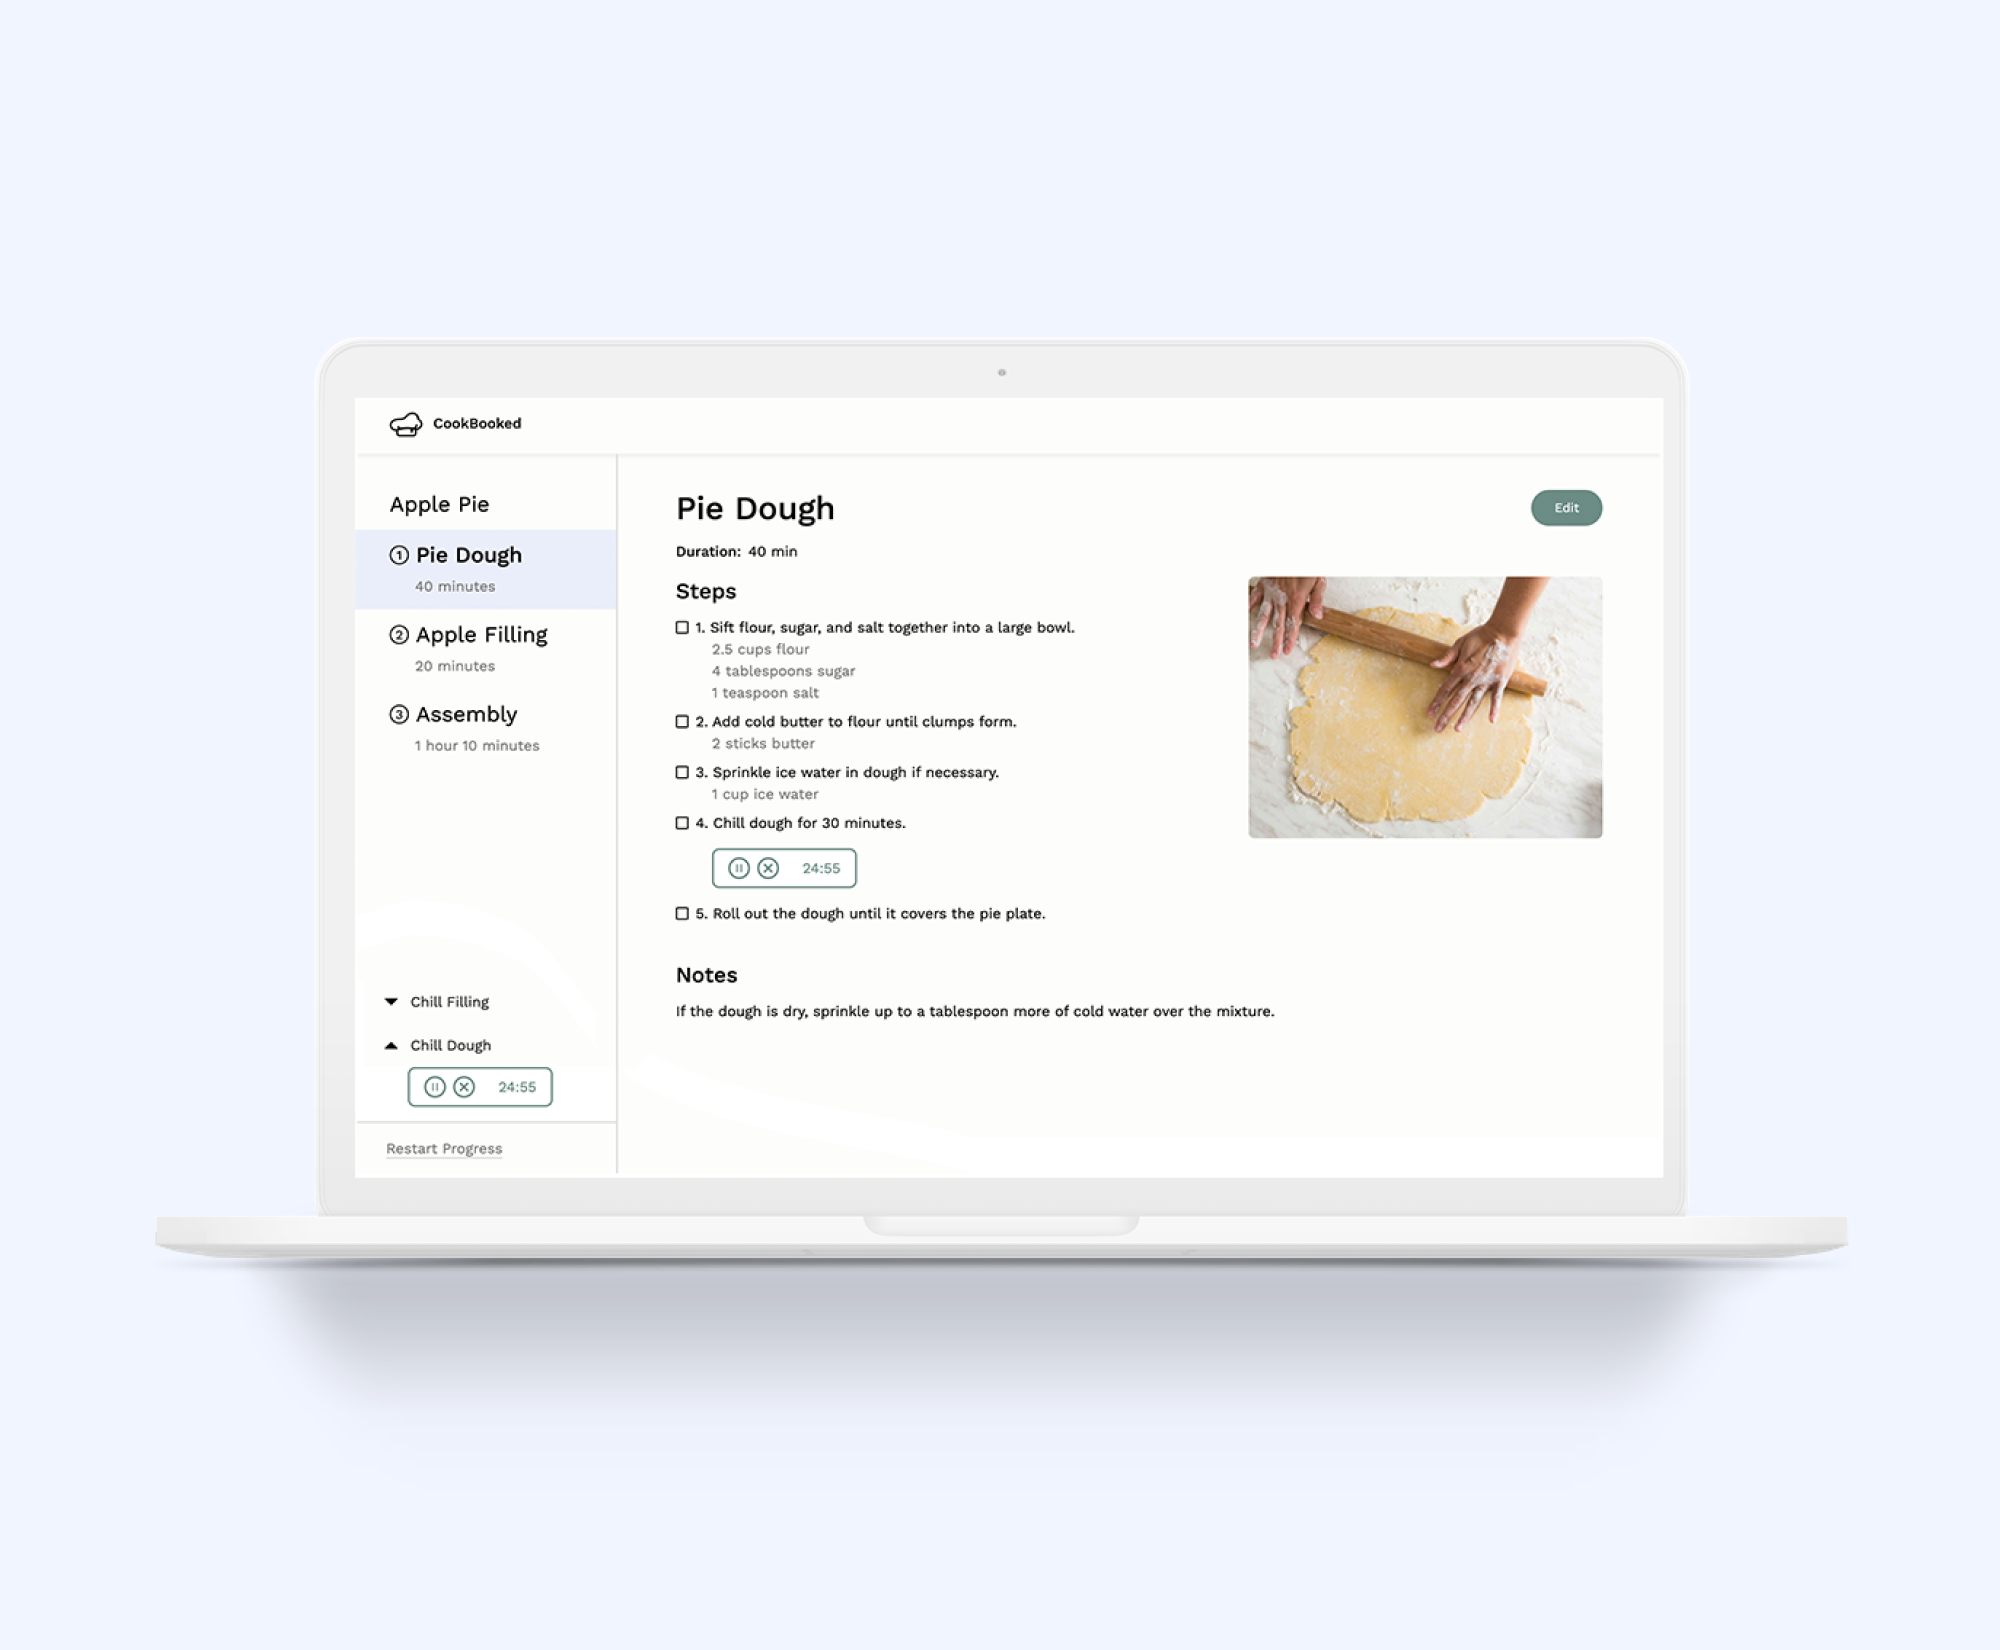 CookBooked
Apple Pie
1 Pie Dough
40 minutes
2 Apple Filling
20 minutes
3 Assembly
1 hour 10 minutes
Chill Filling
Chill Dough
24:55
Restart Progress
Pie Dough
Edit
Duration: 40 min
Steps
1. Sift flour, sugar, and salt together into a large bowl.
2.5 cups flour
4 tablespoons sugar
1 teaspoon salt
2. Add cold butter to flour until clumps form.
2 sticks butter
3. Sprinkle ice water in dough if necessary.
1 cup ice water
4. Chill dough for 30 minutes.
24:55
5. Roll out the dough until it covers the pie plate.
Notes
If the dough is dry, sprinkle up to a tablespoon more of cold water over the mixture.